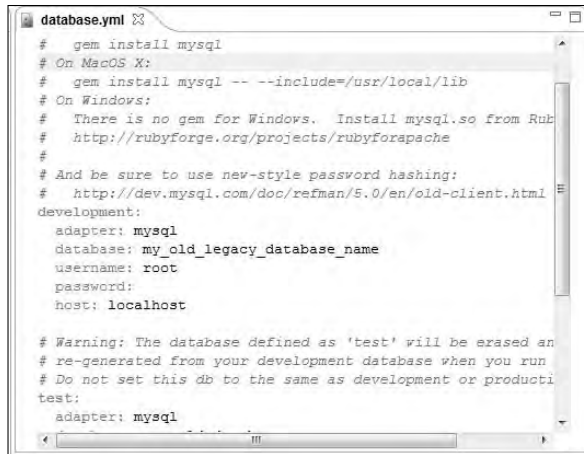 database.yml
#   gem install mysql
# On MacOS X:
#   gem install mysql -- --include=/usr/local/lib
# On Windows:
#   There is no gem for Windows.  Install mysql.so from Rub
#   http://rubyforge.org/projects/rubyforapache
#
# And be sure to use new-style password hashing:
#   http://dev.mysql.com/doc/refman/5.0/en/old-client.html
development:
  adapter: mysql
  database: my_old_legacy_database_name
  username: root
  password:
  host: localhost
# Warning: The database defined as 'test' will be erased an
# re-generated from your development database when you run
# Do not set this db to the same as development or producti
test:
  adapter: mysql